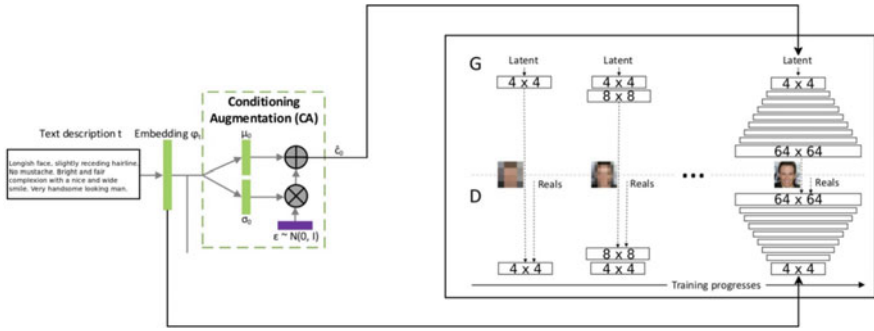 Text description t
Embedding φt
Conditioning
Augmentation (CA)
μ₀
ĉ₀
σ₀
ε ~ N(0, I)
Longish face, slightly receding hairline.
No mustache. Bright and fair
complexion with a nice and wide
smile. Very handsome looking man.
G
Latent
4 x 4
Latent
4 x 4
8 x 8
Latent
4 x 4
64 x 64
D
Reals
Reals
Reals
64 x 64
4 x 4
8 x 8
4 x 4
4 x 4
Training progresses